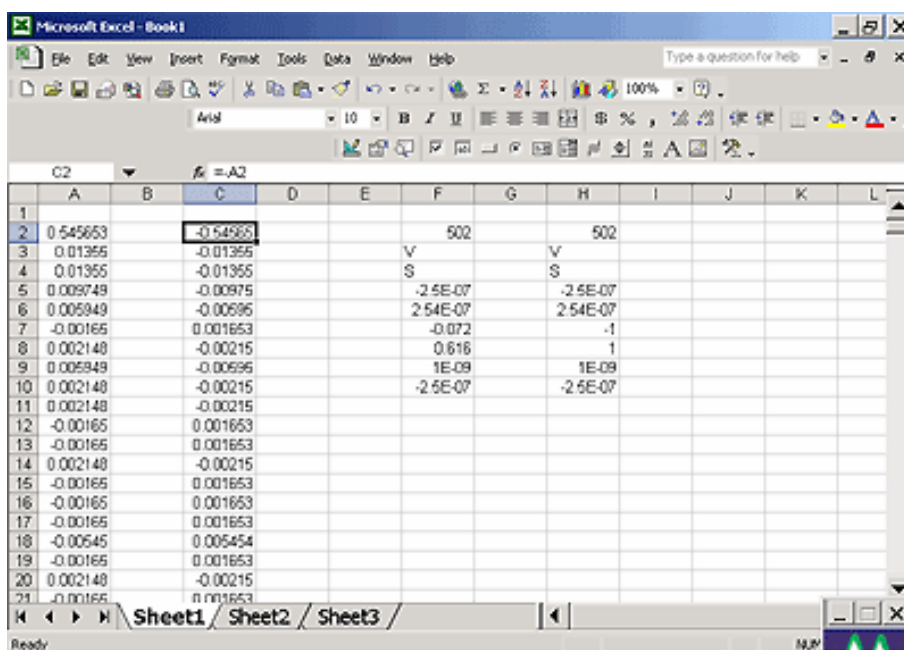 Microsoft Excel - Book1
File Edit View Insert Format Tools Data Window Help Type a question for help
100%
Arial 10 B I U $ % ,
C2 fx =-A2
A B C D E F G H I J K L
1
2 0.545653 -0.54565 502 502
3 0.01355 -0.01355 V V
4 0.01355 -0.01355 S S
5 0.009749 -0.00975 -2.5E-07 -2.5E-07
6 0.005949 -0.00595 2.54E-07 2.54E-07
7 -0.00165 0.001653 -0.072 -1
8 0.002148 -0.00215 0.616 1
9 0.005949 -0.00595 1E-09 1E-09
10 0.002148 -0.00215 -2.5E-07 -2.5E-07
11 0.002148 -0.00215
12 -0.00165 0.001653
13 -0.00165 0.001653
14 0.002148 -0.00215
15 -0.00165 0.001653
16 -0.00165 0.001653
17 -0.00165 0.001653
18 -0.00545 0.005454
19 -0.00165 0.001653
20 0.002148 -0.00215
21 -0.00165 0.001653
Sheet1 Sheet2 Sheet3
Ready NUM